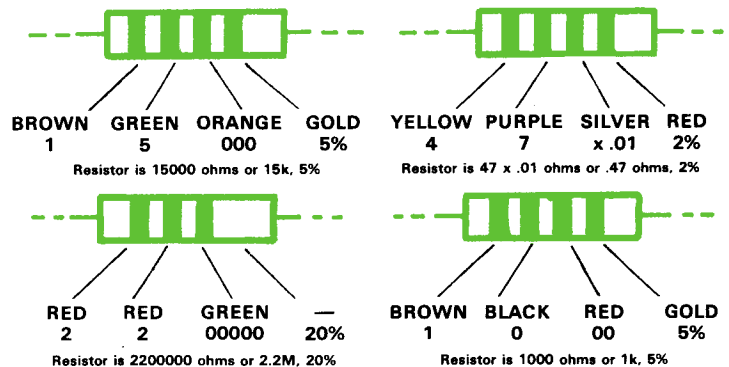 BROWN GREEN ORANGE GOLD
1 5 000 5%
Resistor is 15000 ohms or 15k, 5%
YELLOW PURPLE SILVER RED
4 7 x .01 2%
Resistor is 47 x .01 ohms or .47 ohms, 2%
RED RED GREEN —
2 2 00000 20%
Resistor is 2200000 ohms or 2.2M, 20%
BROWN BLACK RED GOLD
1 0 00 5%
Resistor is 1000 ohms or 1k, 5%